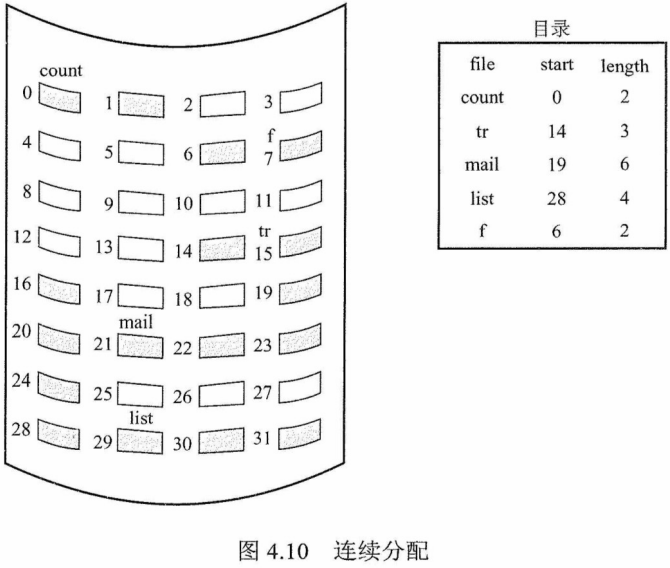 目录
file start length
count 0 2
tr 14 3
mail 19 6
list 28 4
f 6 2
count
0 1 2 3
f
4 5 6 7
8 9 10 11
tr
12 13 14 15
16 17 18 19
mail
20 21 22 23
24 25 26 27
list
28 29 30 31
图 4.10 连续分配